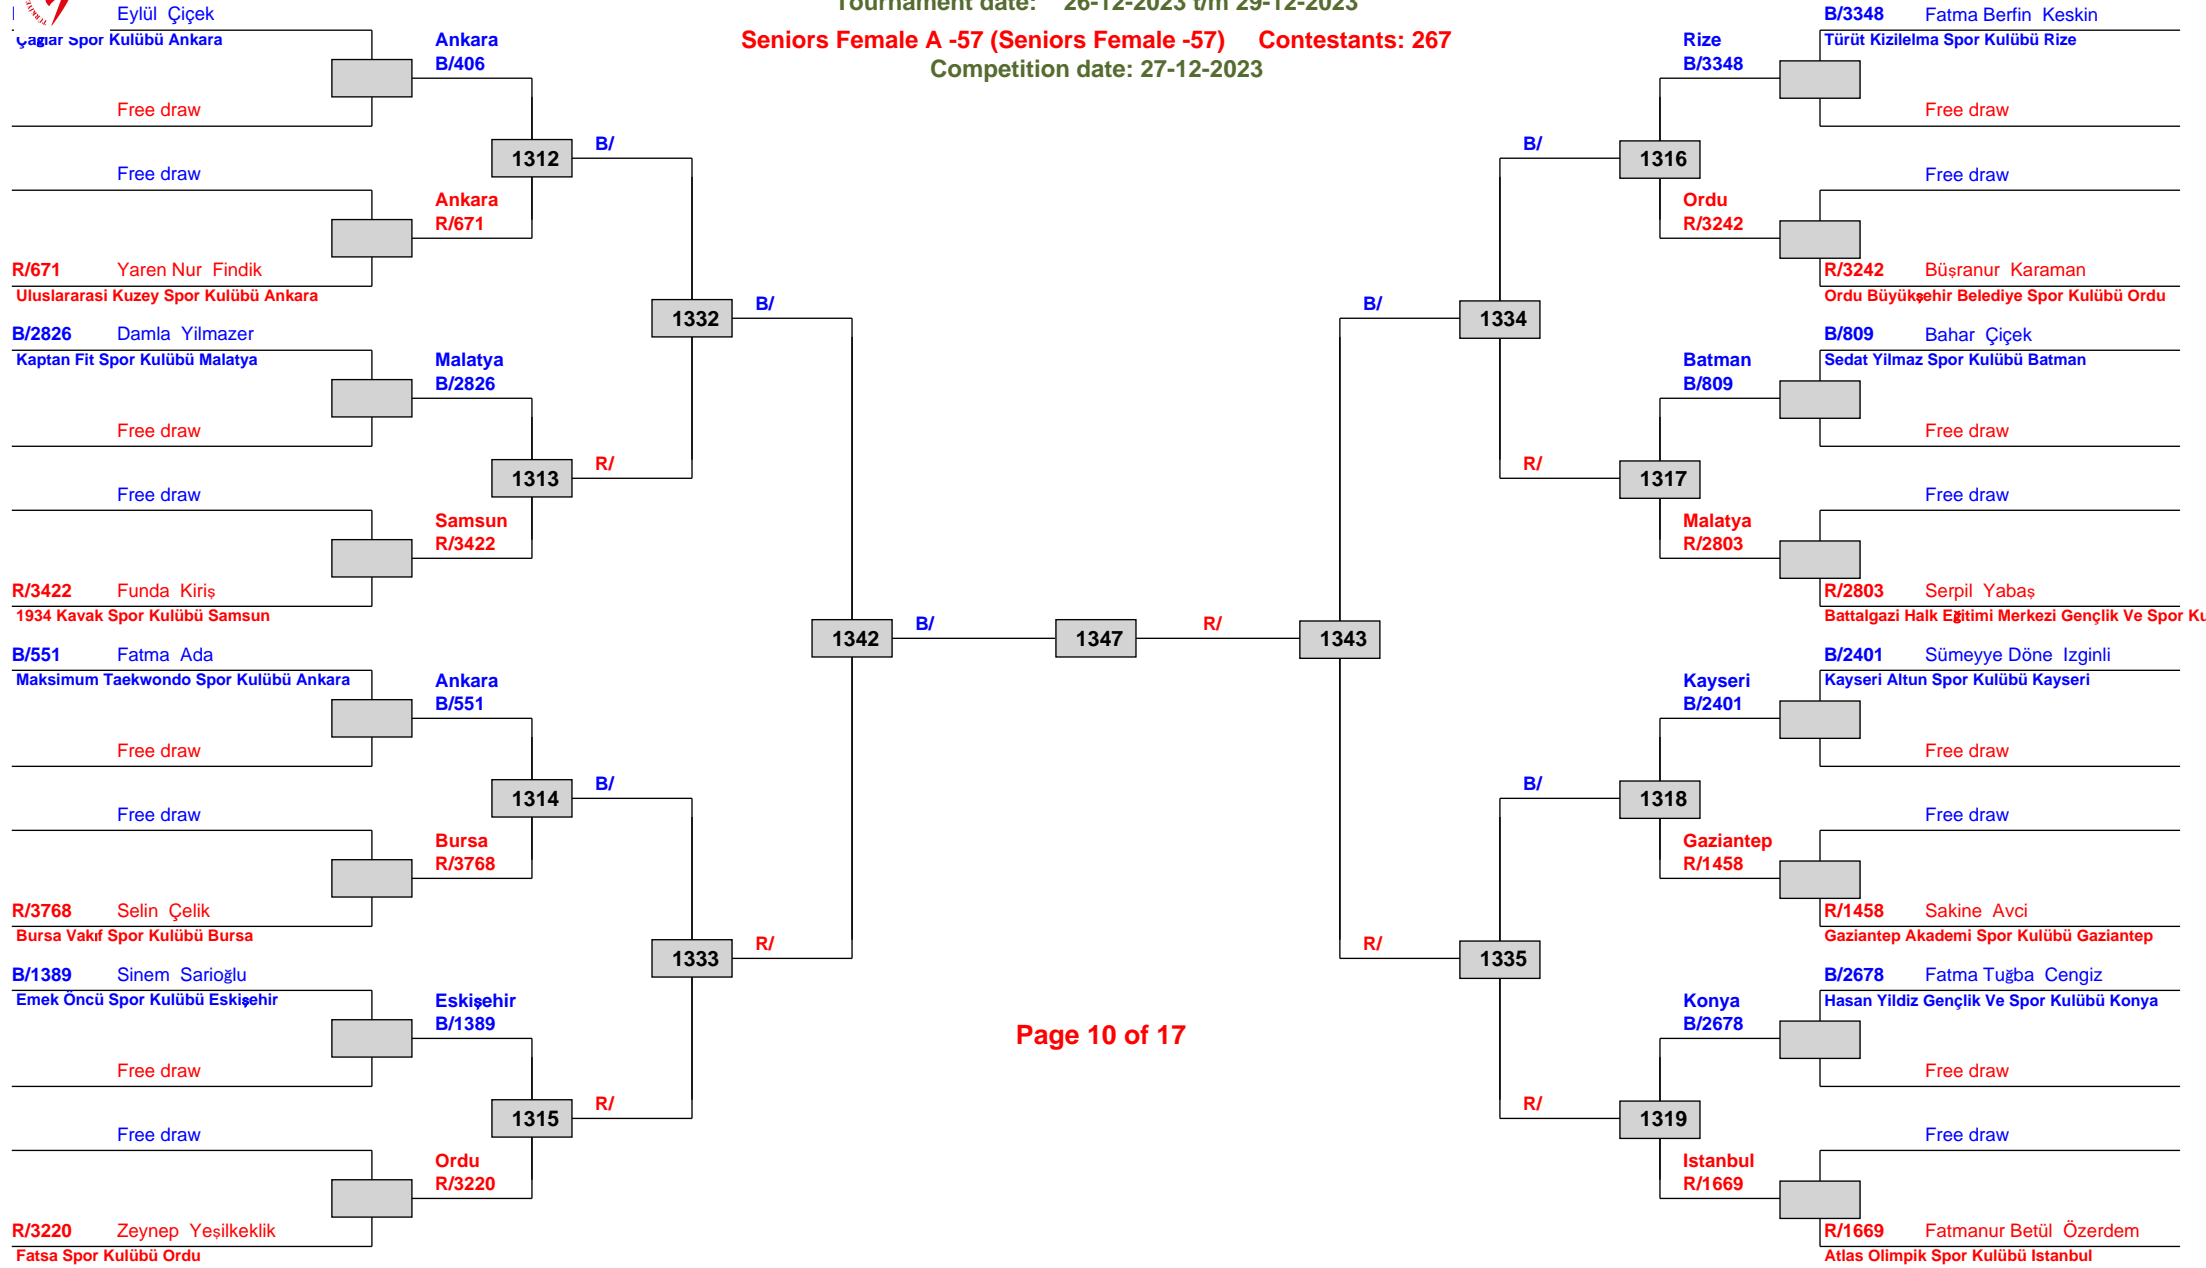 Tournament date: 26-12-2023 t/m 29-12-2023
Seniors Female A -57 (Seniors Female -57) Contestants: 267
Competition date: 27-12-2023
Eylül Çiçek
Çağlar Spor Kulübü Ankara
Ankara
B/406
Free draw
1312
B/
Free draw
Ankara
R/671
R/671 Yaren Nur Findik
Uluslararasi Kuzey Spor Kulübü Ankara
1332
B/
B/2826 Damla Yilmazer
Kaptan Fit Spor Kulübü Malatya
Malatya
B/2826
Free draw
1313
R/
Free draw
Samsun
R/3422
R/3422 Funda Kiriş
1934 Kavak Spor Kulübü Samsun
1342
B/
1347
R/
1343
B/551 Fatma Ada
Maksimum Taekwondo Spor Kulübü Ankara
Ankara
B/551
Free draw
1314
B/
Free draw
Bursa
R/3768
R/3768 Selin Çelik
Bursa Vakıf Spor Kulübü Bursa
1333
R/
B/1389 Sinem Sarioğlu
Emek Öncü Spor Kulübü Eskişehir
Eskişehir
B/1389
Free draw
1315
R/
Free draw
Ordu
R/3220
R/3220 Zeynep Yeşilkeklik
Fatsa Spor Kulübü Ordu
B/3348 Fatma Berfin Keskin
Türüt Kizilelma Spor Kulübü Rize
Rize
B/3348
Free draw
B/
1316
Free draw
Ordu
R/3242
R/3242 Büşranur Karaman
Ordu Büyükşehir Belediye Spor Kulübü Ordu
B/
1334
B/809 Bahar Çiçek
Sedat Yilmaz Spor Kulübü Batman
Batman
B/809
Free draw
R/
1317
Free draw
Malatya
R/2803
R/2803 Serpil Yabaş
Battalgazi Halk Eğitimi Merkezi Gençlik Ve Spor Ku
B/2401 Sümeyye Döne Izginli
Kayseri Altun Spor Kulübü Kayseri
Kayseri
B/2401
Free draw
B/
1318
Free draw
Gaziantep
R/1458
R/1458 Sakine Avci
Gaziantep Akademi Spor Kulübü Gaziantep
R/
1335
B/2678 Fatma Tuğba Cengiz
Hasan Yildiz Gençlik Ve Spor Kulübü Konya
Konya
B/2678
Free draw
R/
1319
Free draw
Istanbul
R/1669
R/1669 Fatmanur Betül Özerdem
Atlas Olimpik Spor Kulübü Istanbul
Page 10 of 17